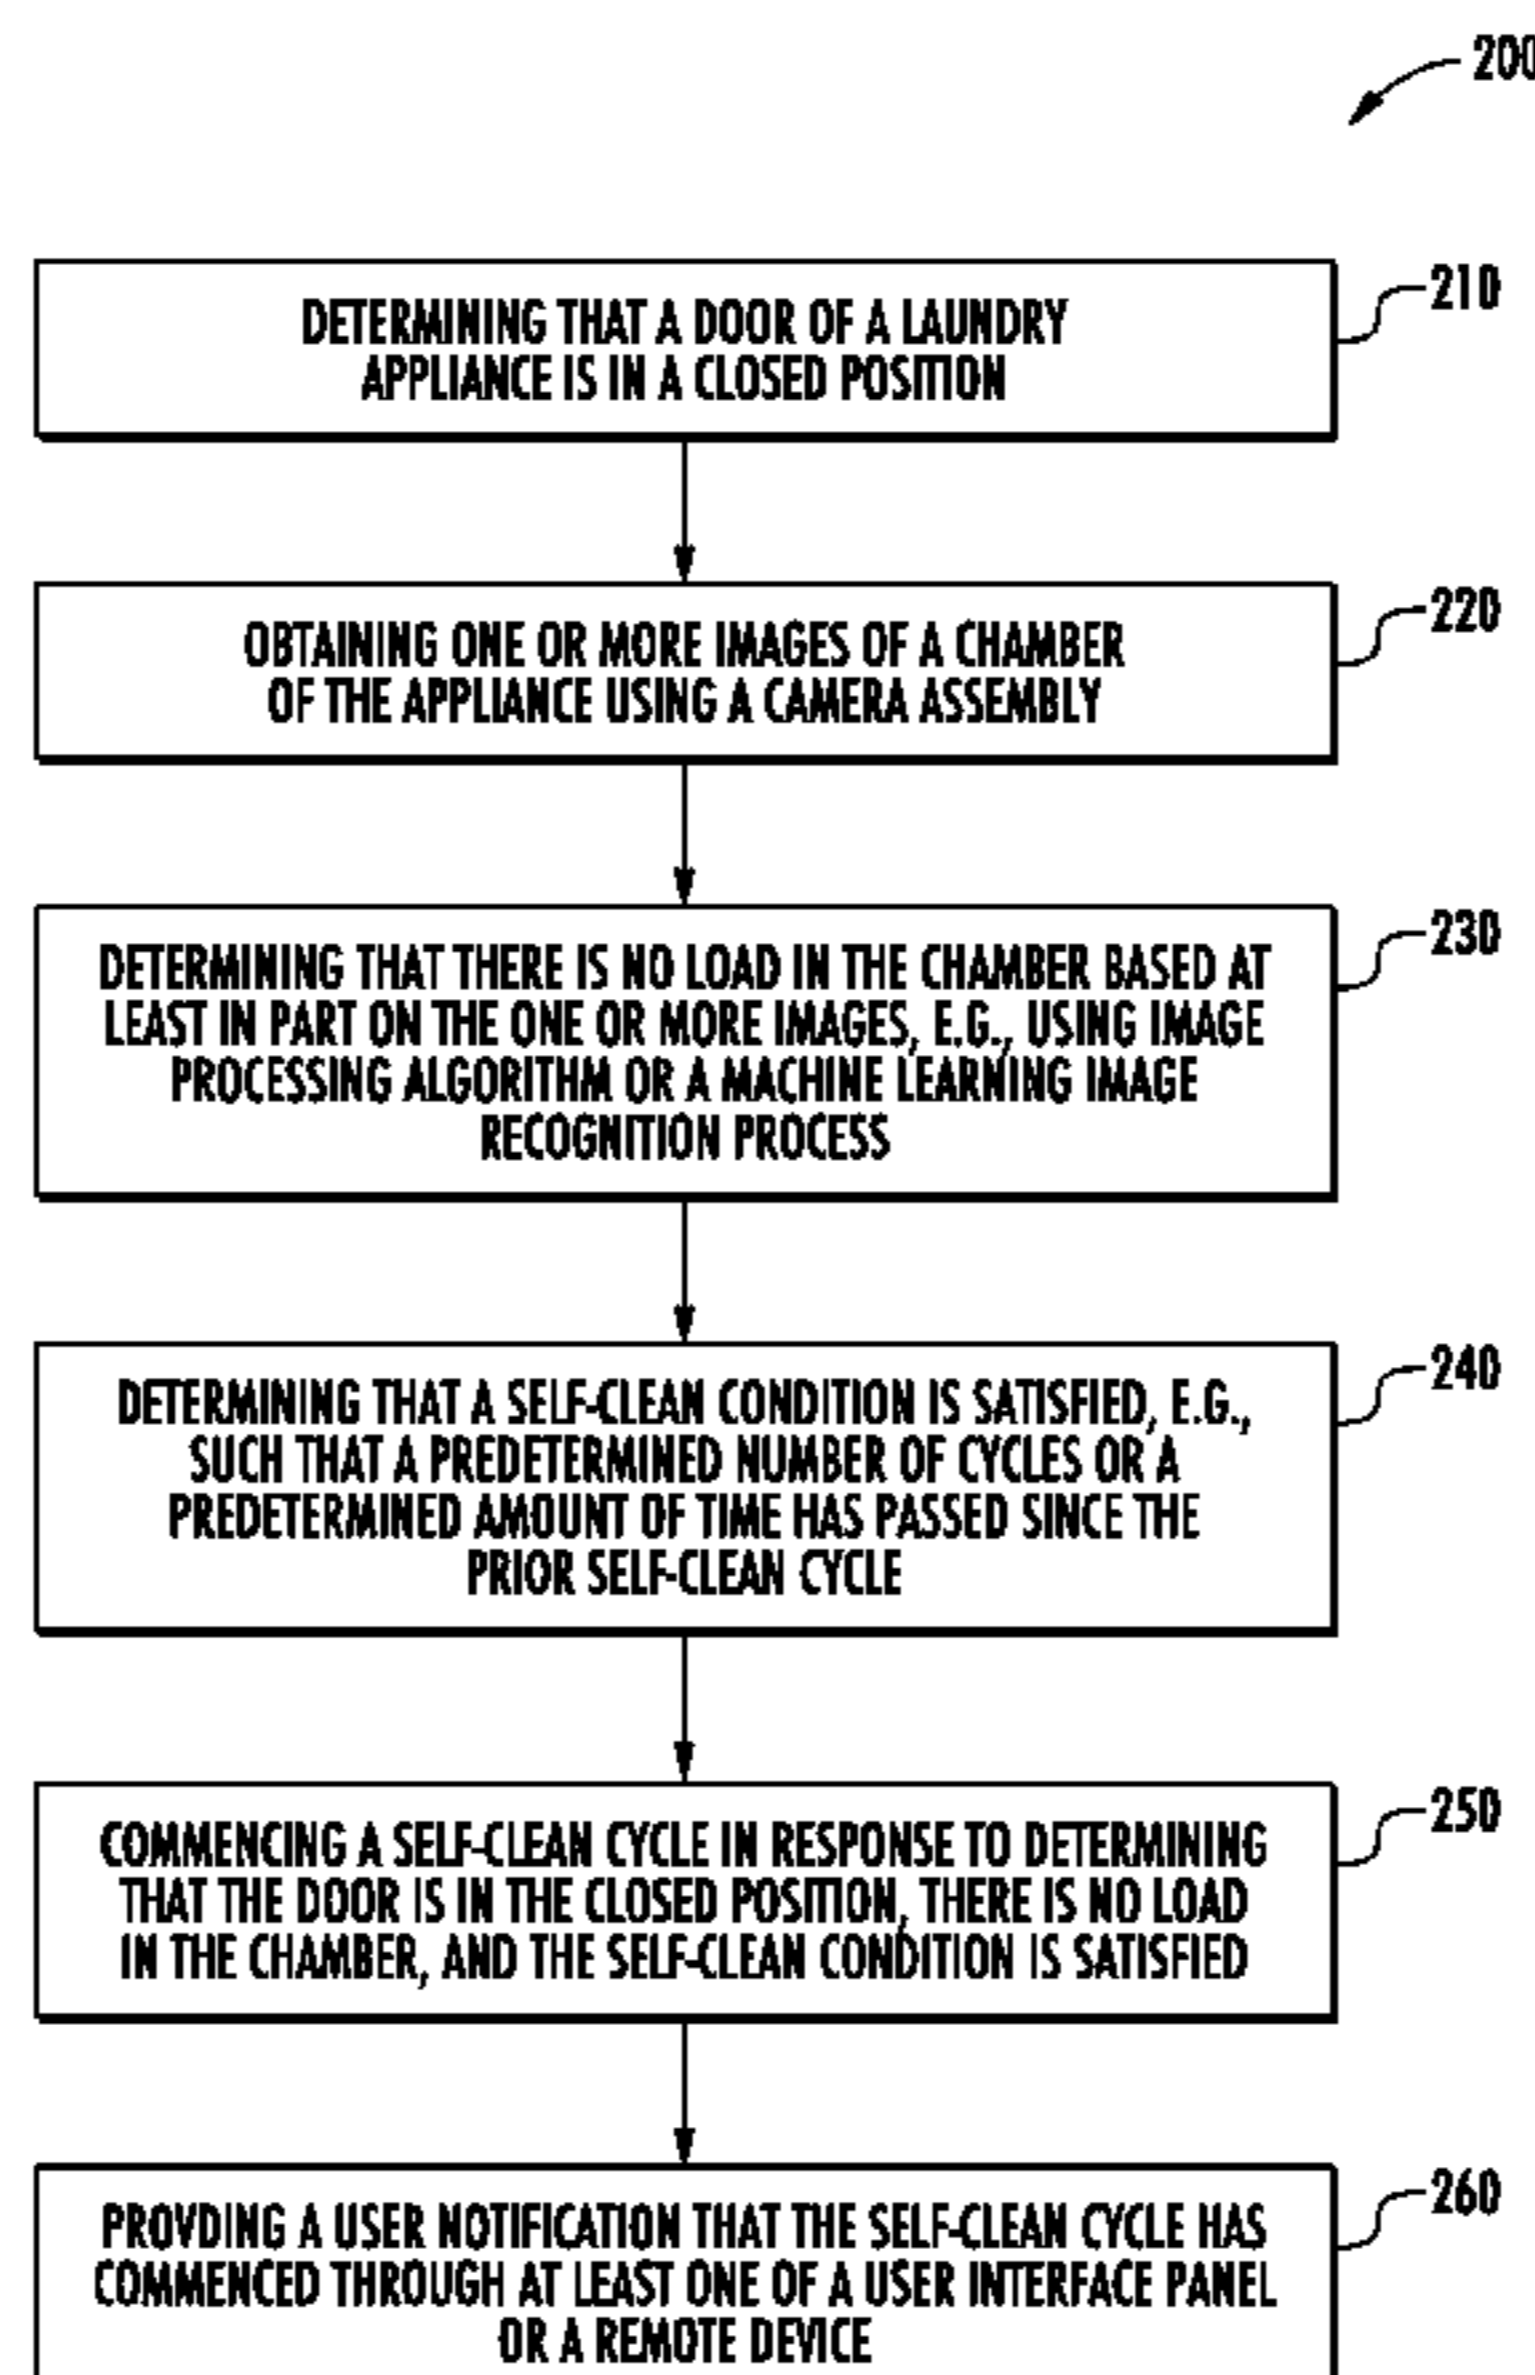 200
DETERMINING THAT A DOOR OF A LAUNDRY
APPLIANCE IS IN A CLOSED POSITION
210
OBTAINING ONE OR MORE IMAGES OF A CHAMBER
OF THE APPLIANCE USING A CAMERA ASSEMBLY
220
DETERMINING THAT THERE IS NO LOAD IN THE CHAMBER BASED AT
LEAST IN PART ON THE ONE OR MORE IMAGES, E.G., USING IMAGE
PROCESSING ALGORITHM OR A MACHINE LEARNING IMAGE
RECOGNITION PROCESS
230
DETERMINING THAT A SELF-CLEAN CONDITION IS SATISFIED, E.G.,
SUCH THAT A PREDETERMINED NUMBER OF CYCLES OR A
PREDETERMINED AMOUNT OF TIME HAS PASSED SINCE THE
PRIOR SELF-CLEAN CYCLE
240
COMMENCING A SELF-CLEAN CYCLE IN RESPONSE TO DETERMINING
THAT THE DOOR IS IN THE CLOSED POSITION, THERE IS NO LOAD
IN THE CHAMBER, AND THE SELF-CLEAN CONDITION IS SATISFIED
250
PROVDING A USER NOTIFICATION THAT THE SELF-CLEAN CYCLE HAS
COMMENCED THROUGH AT LEAST ONE OF A USER INTERFACE PANEL
OR A REMOTE DEVICE
260